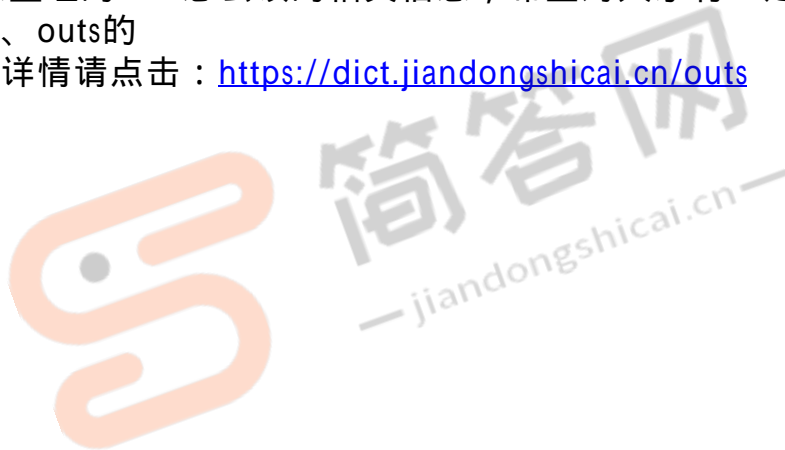 、outs的
详情请点击：https://dict.jiandongshicai.cn/outs
简答网
— jiandongshicai.cn —